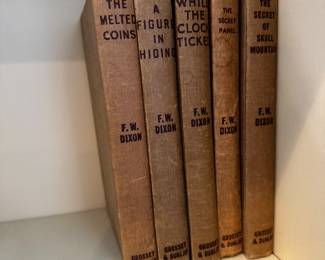 THE
MELTED
COINS
F. W.
DIXON
GROSSET
A
FIGURE
IN
HIDING
F. W.
DIXON
GROSSET
& DUNLAP
WHILE
THE
CLOCK
TICKED
F. W.
DIXON
GROSSET
& DUNLAP
THE
SECRET
PANEL
F. W.
DIXON
GROSSET
& DUNLAP
THE
SECRET
OF
SKULL
MOUNTAIN
F. W.
DIXON
GROSSET
& DUNLAP